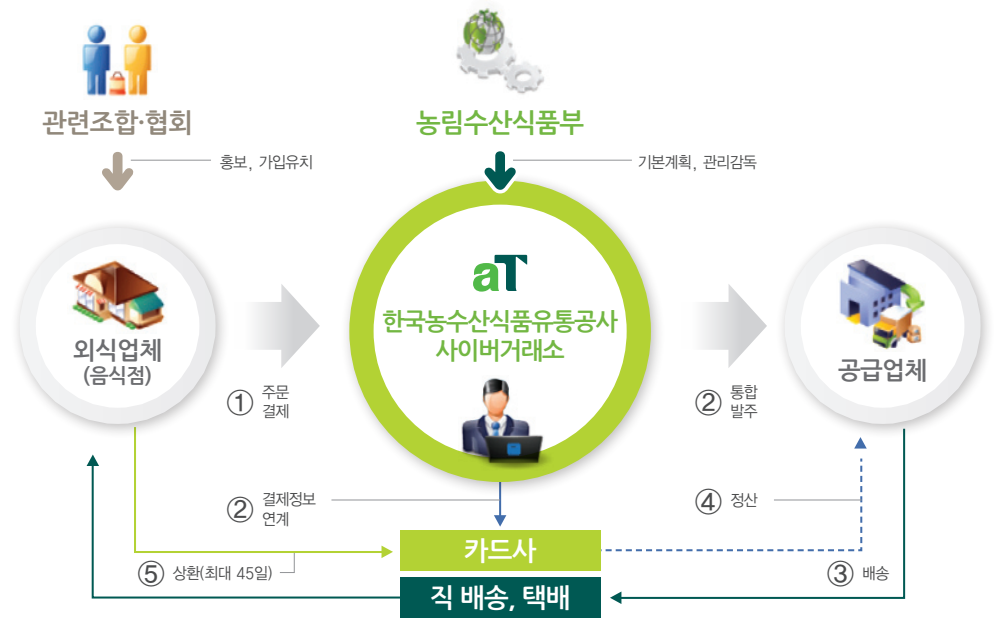 관련조합·협회
농림수산식품부
홍보, 가입유치
기본계획, 관리감독
aT
한국농수산식품유통공사
사이버거래소
외식업체
(음식점)
공급업체
① 주문
결제
② 통합
발주
② 결제정보
연계
④ 정산
카드사
⑤ 상환(최대 45일)
③ 배송
직 배송, 택배